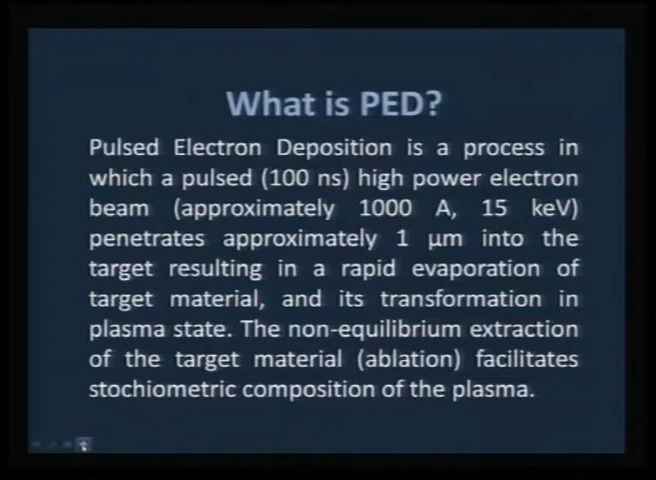 What is PED?
Pulsed Electron Deposition is a process in
which a pulsed (100 ns) high power electron
beam (approximately 1000 A, 15 keV)
penetrates approximately 1 μm into the
target resulting in a rapid evaporation of
target material, and its transformation in
plasma state. The non-equilibrium extraction
of the target material (ablation) facilitates
stochiometric composition of the plasma.